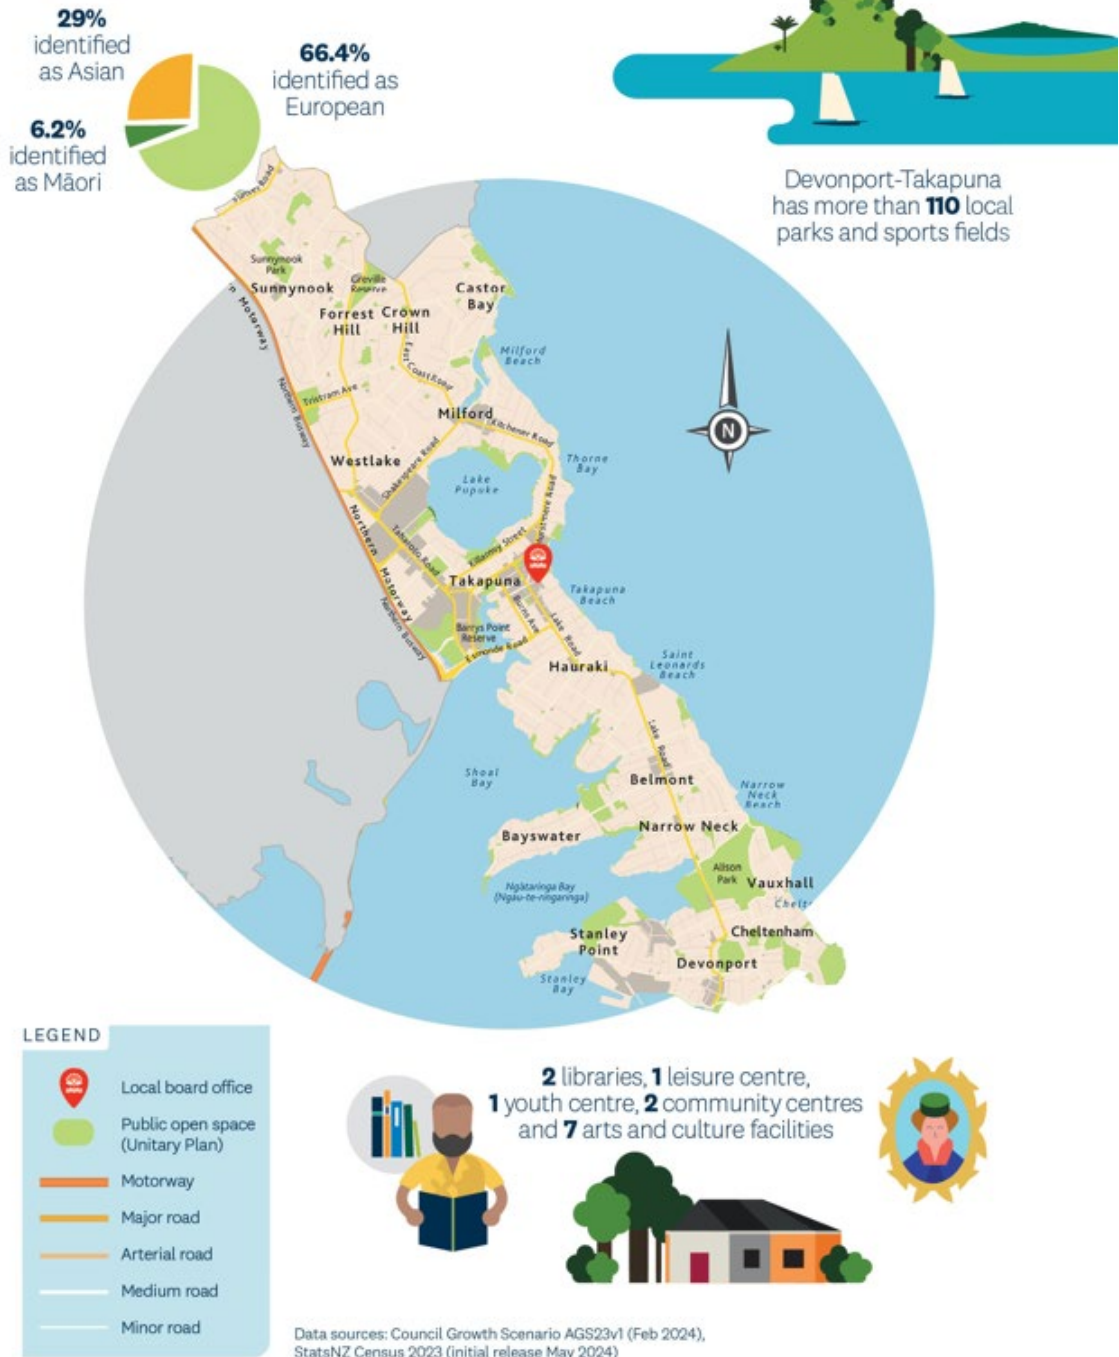 29%
identified
as Asian
66.4%
identified as
European
6.2%
identified
as Māori
Devonport-Takapuna
has more than 110 local
parks and sports fields
Sunnynook
Park
Sunnynook
Greville
Reserve
Castor
Bay
Forrest
Hill
Crown
Hill
Motorway
East Coast Road
Milford
Beach
Northern Busway
Tristram Ave
Milford
Kitchener Road
Westlake
Shakespeare Road
Thorne
Bay
Lake
Pupuke
Hurstmere Road
Northern Motorway
Taharoto Road
Killarney Street
Takapuna
Takapuna
Beach
Northern Busway
Barrys Point
Reserve
Burns Ave
Lake Road
Esmonde Road
Hauraki
Saint
Leonards
Beach
Lake Road
Shoal
Bay
Belmont
Narrow
Neck
Beach
Bayswater
Narrow Neck
Alison
Park
Vauxhall
Ngātaringa Bay
(Ngau-te-ringaringa)
Chelt
Stanley
Point
Cheltenham
Devonport
Stanley
Bay
N
LEGEND
Local board office
Public open space
(Unitary Plan)
Motorway
Major road
Arterial road
Medium road
Minor road
2 libraries, 1 leisure centre,
1 youth centre, 2 community centres
and 7 arts and culture facilities
Data sources: Council Growth Scenario AGS23v1 (Feb 2024),
StatsNZ Census 2023 (initial release May 2024)